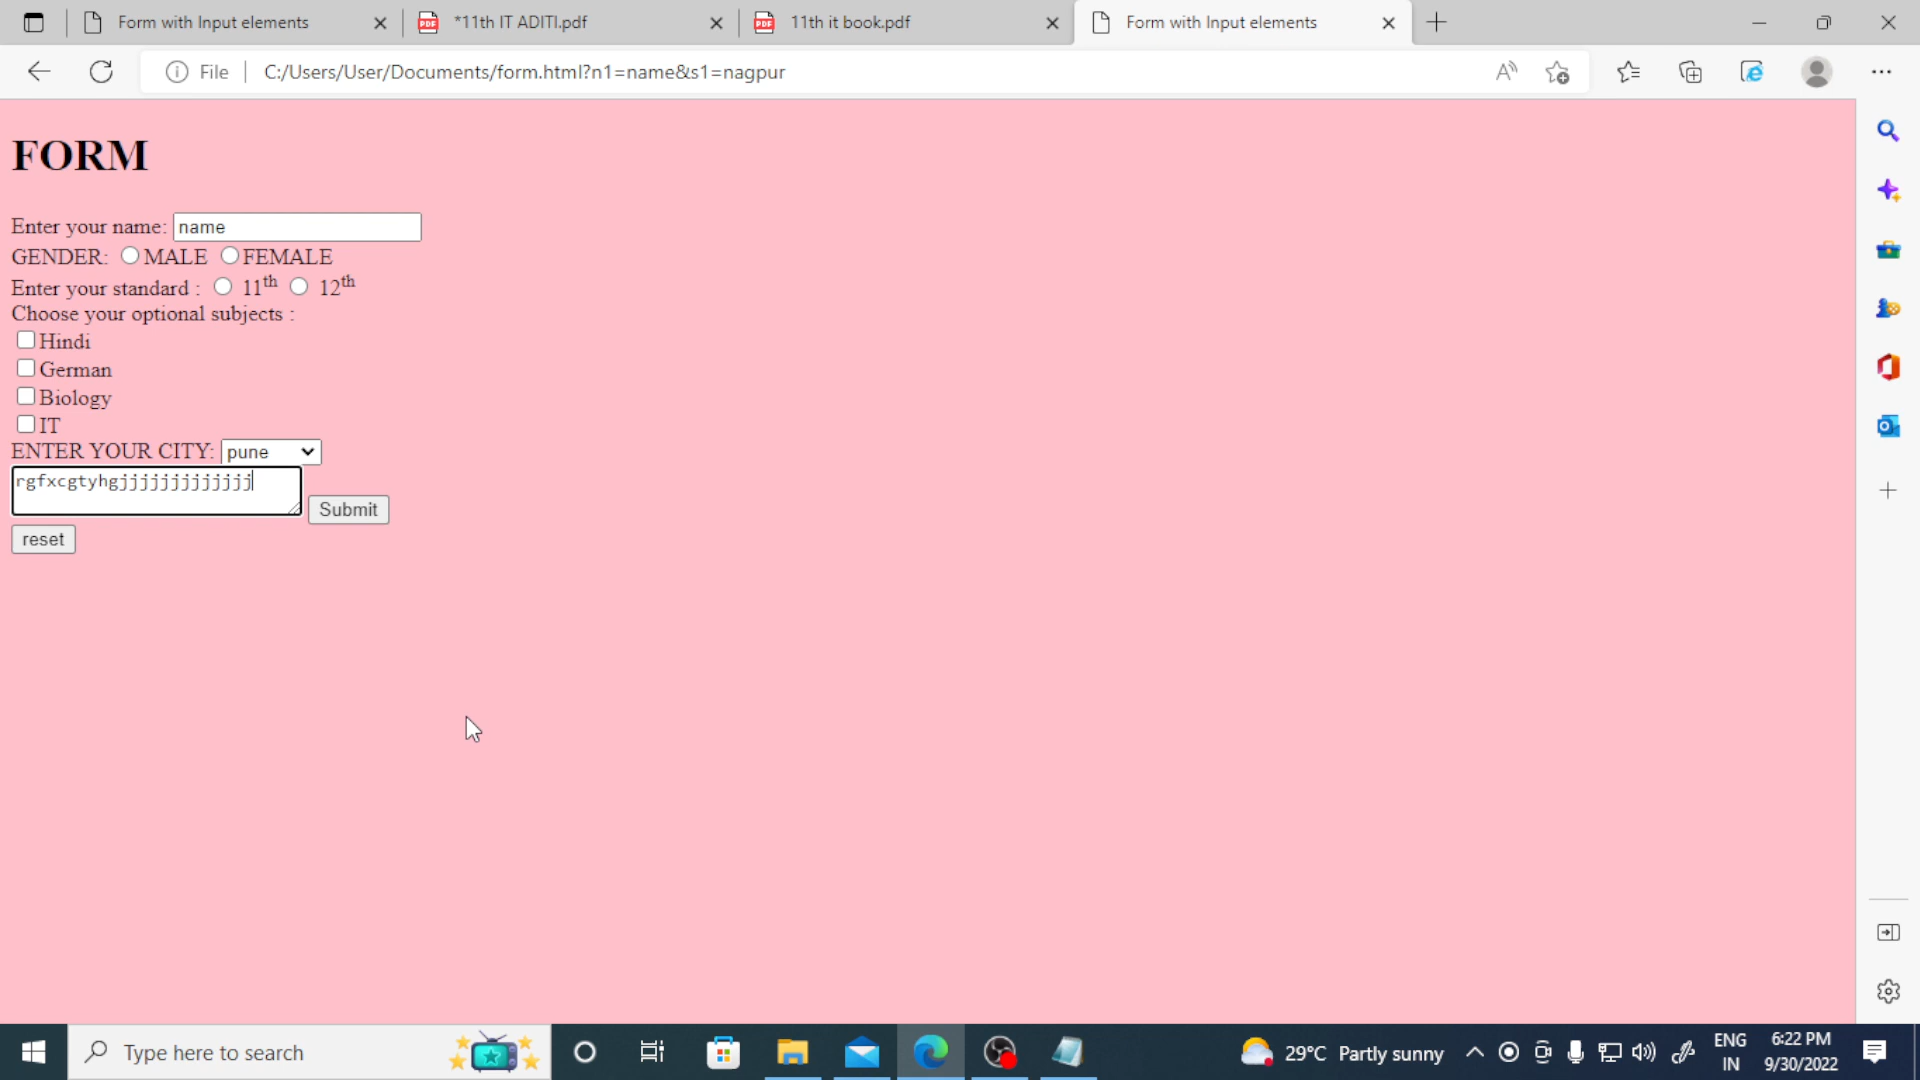 Form with Input elements
*11th IT ADITI.pdf
11th it book.pdf
Form with Input elements
File
C:/Users/User/Documents/form.html?n1=name&s1=nagpur
FORM
Enter your name: name
GENDER: MALE FEMALE
Enter your standard : 11th 12th
Choose your optional subjects :
Hindi
German
Biology
IT
ENTER YOUR CITY: pune
rgfxcgtyhgjjjjjjjjjjjjj
Submit
reset
Type here to search
29°C Partly sunny
ENG
IN
6:22 PM
9/30/2022